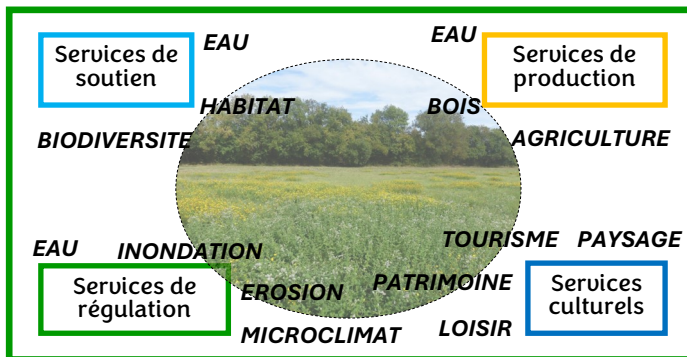 EAU
Services de
soutien
HABITAT
BIODIVERSITE
EAU
Services de
production
BOIS
AGRICULTURE
EAU
INONDATION
Services de
régulation
EROSION
MICROCLIMAT
TOURISME PAYSAGE
PATRIMOINE
Services
culturels
LOISIR